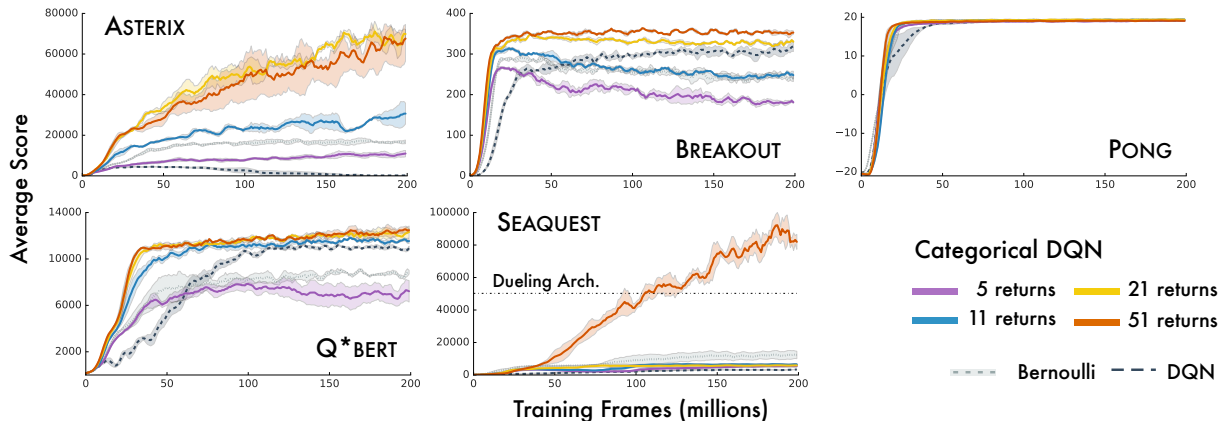 Average Score
ASTERIX
80000
60000
40000
20000
0
0 50 100 150 200
BREAKOUT
400
300
200
100
0
0 50 100 150 200
PONG
20
10
0
−10
−20
0 50 100 150 200
Q*BERT
14000
10000
6000
2000
0 50 100 150 200
SEAQUEST
100000
80000
60000
40000
20000
0
Dueling Arch.
0 50 100 150 200
Training Frames (millions)
Categorical DQN
5 returns
21 returns
11 returns
51 returns
Bernoulli
DQN